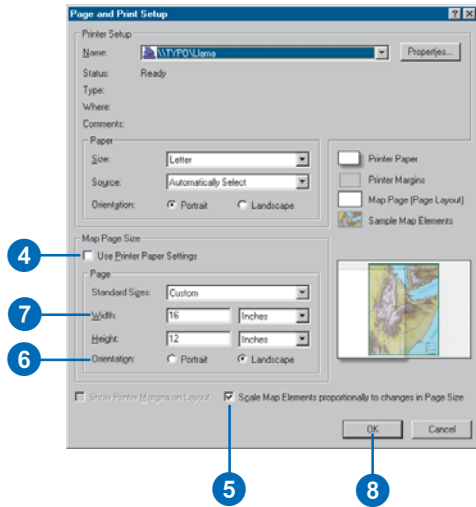 Page and Print Setup
Printer Setup
Name: \\TYPO\Llama Properties...
Status: Ready
Type:
Where:
Comments:
Paper
Size: Letter
Source: Automatically Select
Orientation: Portrait Landscape
Printer Paper
Printer Margins
Map Page (Page Layout)
Sample Map Elements
Map Page Size
4 Use Printer Paper Settings
Page
Standard Sizes: Custom
7 Width: 16 Inches
Height: 12 Inches
6 Orientation: Portrait Landscape
Show Printer Margins on Layout Scale Map Elements proportionally to changes in Page Size
OK Cancel
5 8